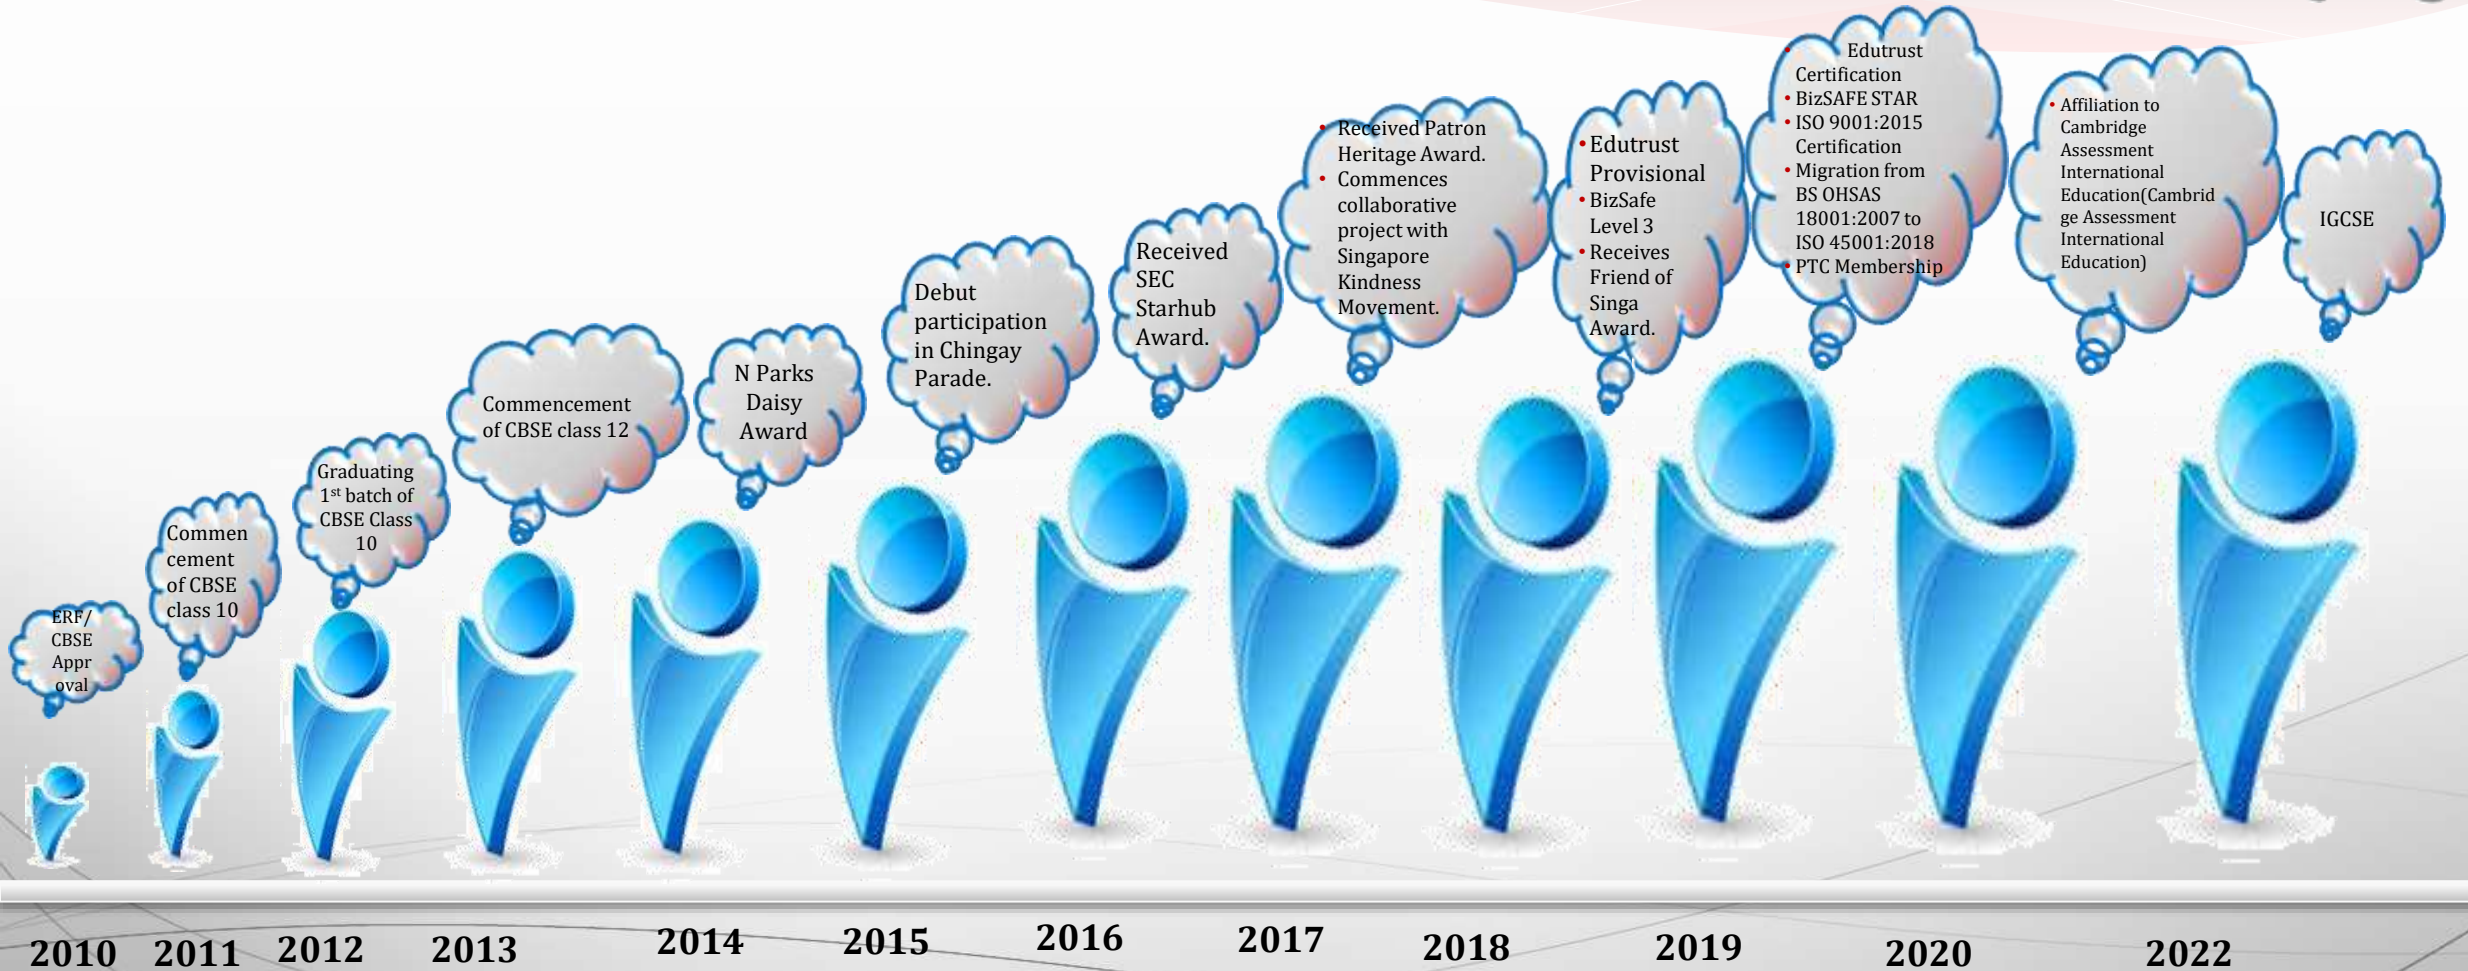 ERF/
CBSE
Appr
oval
Commen
cement
of CBSE
class 10
Graduating
1st batch of
CBSE Class
10
Commencement
of CBSE class 12
N Parks
Daisy
Award
Debut
participation
in Chingay
Parade.
Received
SEC
Starhub
Award.
• Received Patron
Heritage Award.
• Commences
collaborative
project with
Singapore
Kindness
Movement.
• Edutrust
Provisional
• BizSafe
Level 3
• Receives
Friend of
Singa
Award.
• Edutrust
Certification
• BizSAFE STAR
• ISO 9001:2015
Certification
• Migration from
BS OHSAS
18001:2007 to
ISO 45001:2018
• PTC Membership
• Affiliation to
Cambridge
Assessment
International
Education(Cambrid
ge Assessment
International
Education)
IGCSE
2010 2011 2012 2013 2014 2015 2016 2017 2018 2019 2020 2022